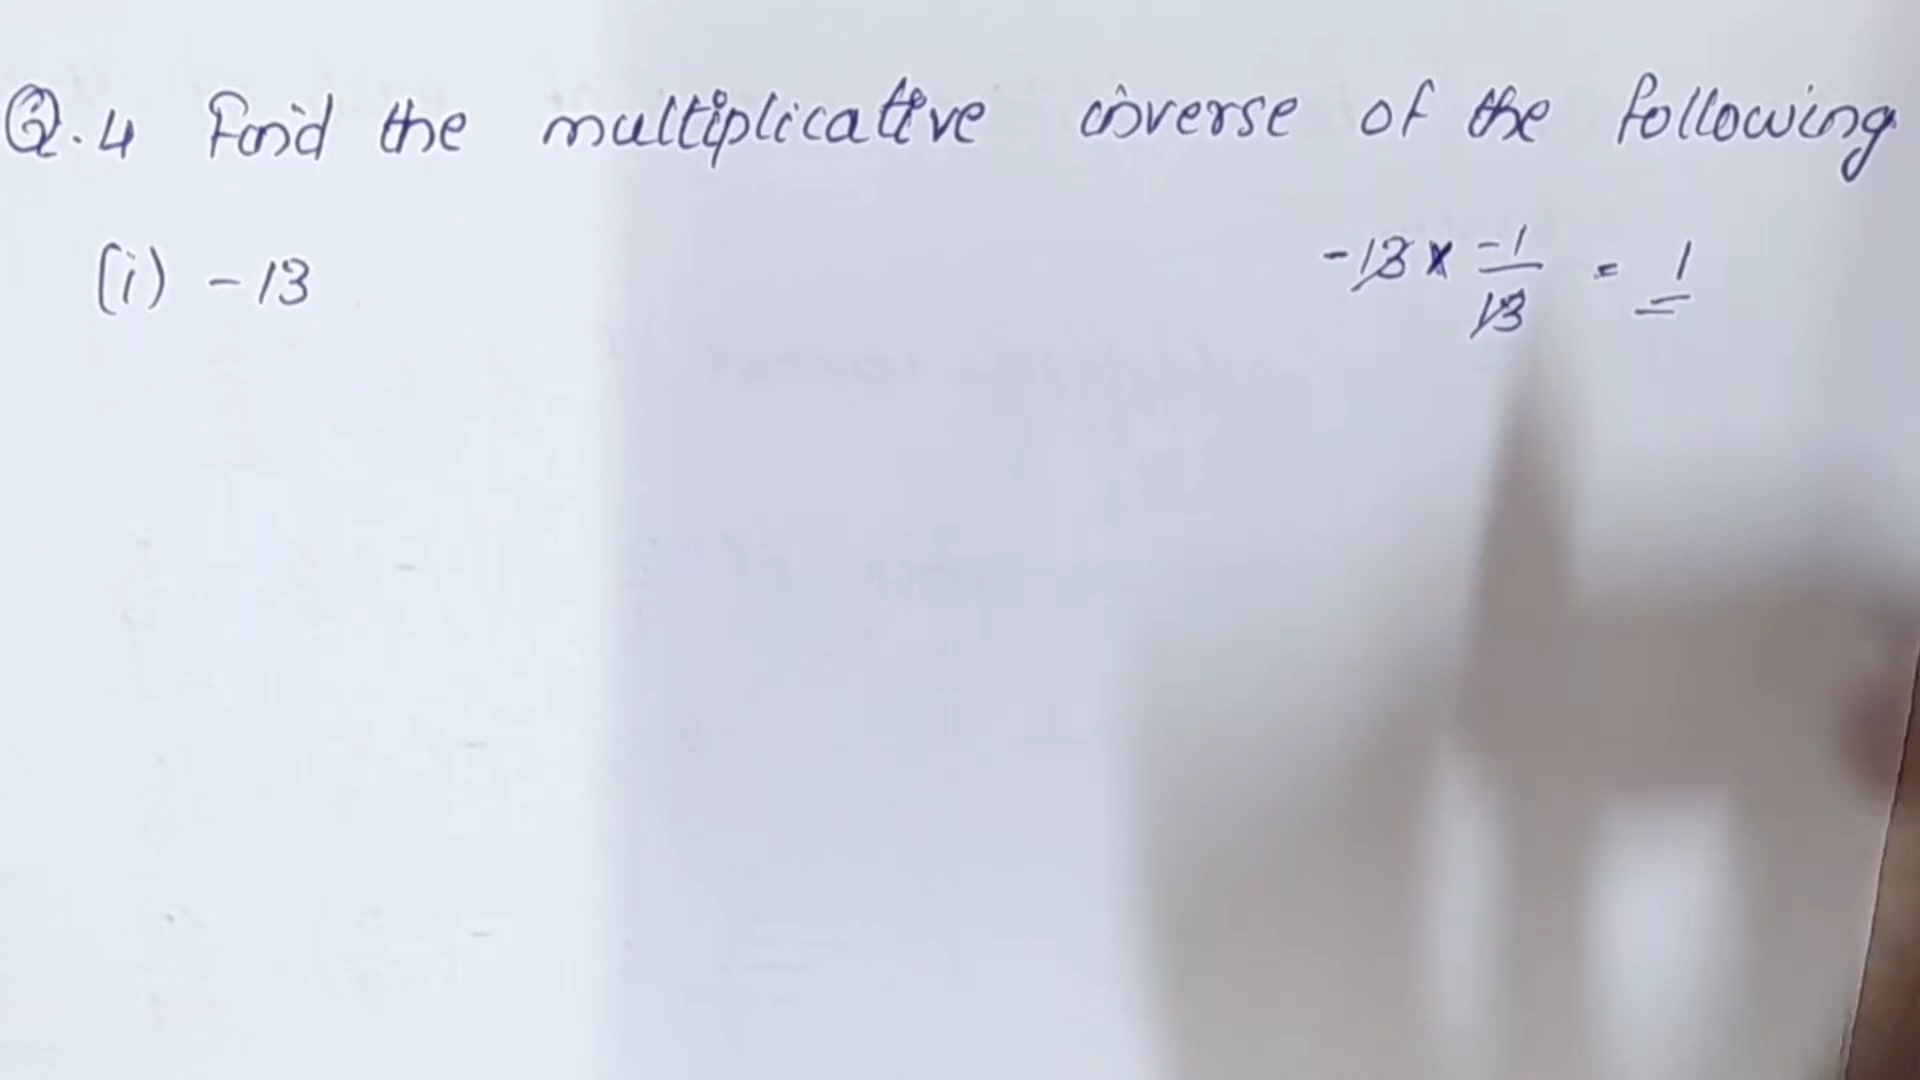 Q.4 Find the multiplicative inverse of the following
(i) -13
-13 × -1/13 = 1